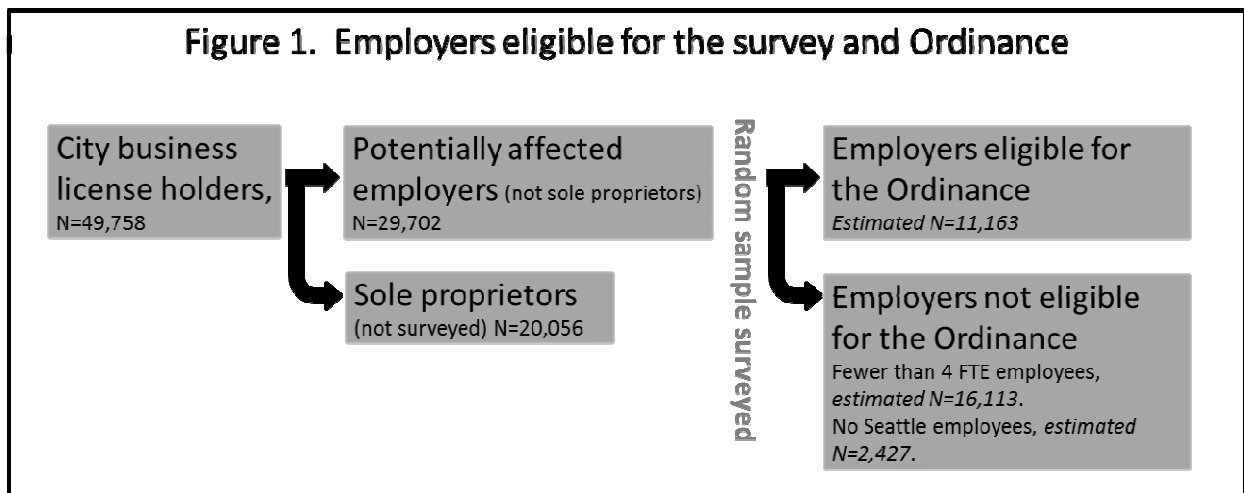 Figure 1.  Employers eligible for the survey and Ordinance
City business
license holders,
N=49,758
Potentially affected
employers (not sole proprietors)
N=29,702
Sole proprietors
(not surveyed) N=20,056
Random sample surveyed
Employers eligible for
the Ordinance
Estimated N=11,163
Employers not eligible
for the Ordinance
Fewer than 4 FTE employees,
estimated N=16,113.
No Seattle employees, estimated
N=2,427.